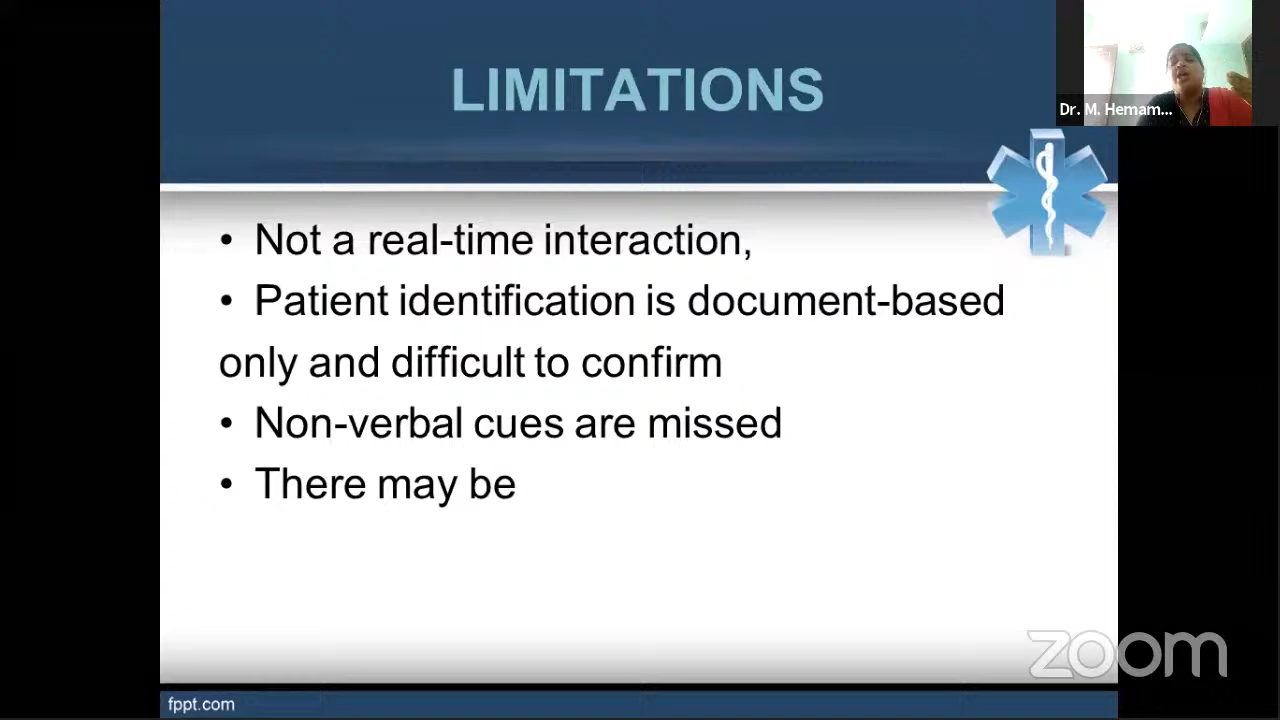 LIMITATIONS
Dr. M. Hemam...
• Not a real-time interaction,
• Patient identification is document-based
only and difficult to confirm
• Non-verbal cues are missed
• There may be
zoom
fppt.com